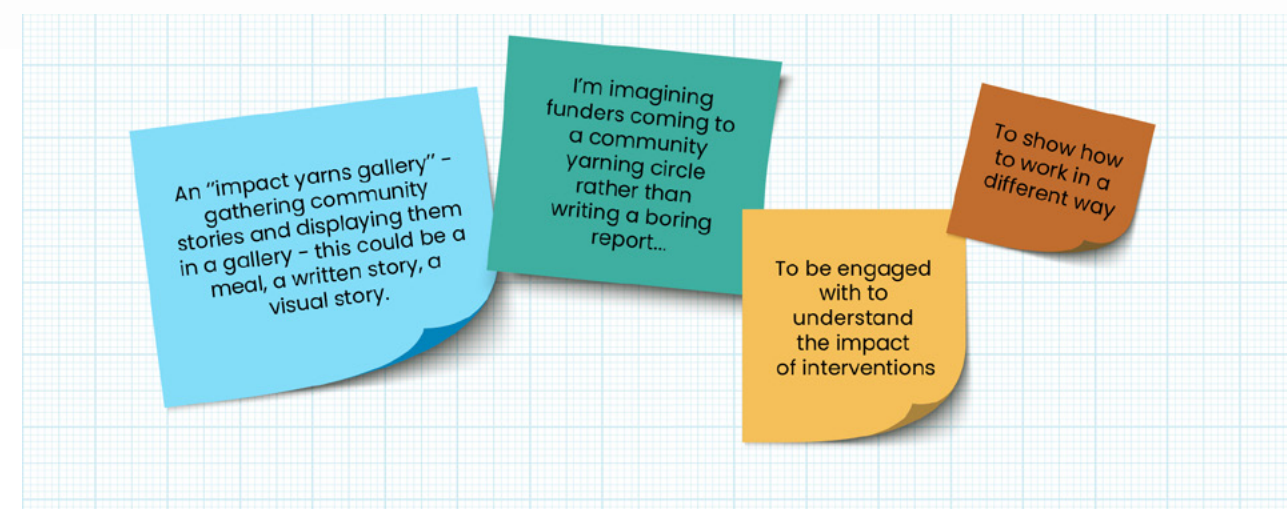 An “impact yarns gallery” -
gathering community
stories and displaying them
in a gallery - this could be a
meal, a written story, a
visual story.
I’m imagining
funders coming to
a community
yarning circle
rather than
writing a boring
report...
To be engaged
with to
understand
the impact
of interventions
To show how
to work in a
different way